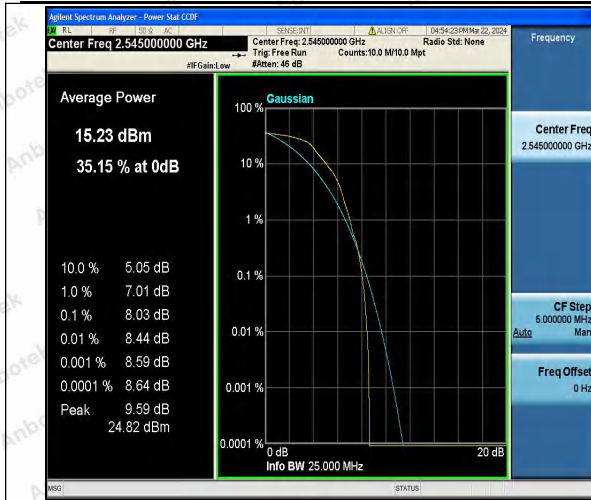 Agilent Spectrum Analyzer - Power Stat CCDF
RL RF 50 Ω AC SENSE:INT ALIGN OFF 04:54:23 PM Mar 22, 2024
Center Freq 2.545000000 GHz
Center Freq: 2.545000000 GHz Radio Std: None
Trig: Free Run Counts:10.0 M/10.0 Mpt
#IFGain:Low #Atten: 46 dB
Frequency
Average Power
15.23 dBm
35.15 % at 0dB
10.0 % 5.05 dB
1.0 % 7.01 dB
0.1 % 8.03 dB
0.01 % 8.44 dB
0.001 % 8.59 dB
0.0001 % 8.64 dB
Peak 9.59 dB
24.82 dBm
Gaussian
100 %
10 %
1 %
0.1 %
0.01 %
0.001 %
0.0001 %
0 dB 20 dB
Info BW 25.000 MHz
Center Freq
2.545000000 GHz
CF Step
5.000000 MHz
Auto Man
Freq Offset
0 Hz
MSG STATUS